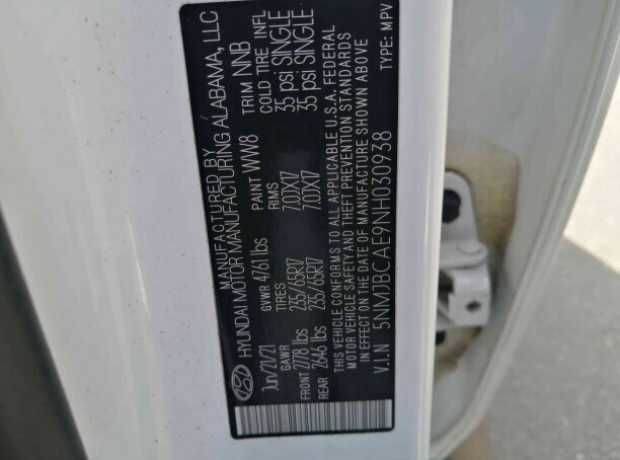 MANUFACTURED BY
HYUNDAI MOTOR MANUFACTURING ALABAMA, LLC
Jun/20/21 GVWR 4761 lbs PAINT WW8 TRIM NNB
GAWR TIRES RIMS COLD TIRE INFL
FRONT 2778 lbs 235/65R17 7.0JX17 35 psi SINGLE
REAR 2646 lbs 235/65R17 7.0JX17 35 psi SINGLE
THIS VEHICLE CONFORMS TO ALL APPLICABLE U.S.A. FEDERAL
MOTOR VEHICLE SAFETY AND THEFT PREVENTION STANDARDS
IN EFFECT ON THE DATE OF MANUFACTURE SHOWN ABOVE
V.I.N 5NMJBCAE9NH030938 TYPE: MPV